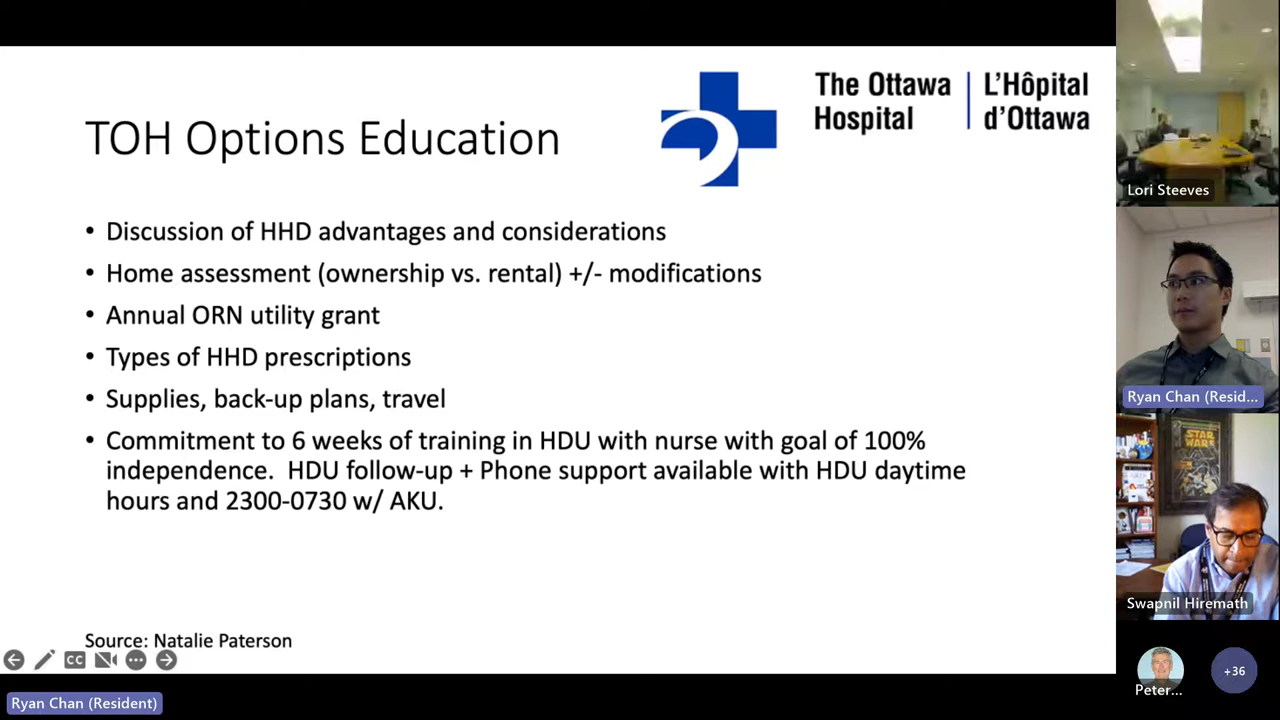 The Ottawa Hospital
L'Hôpital d'Ottawa
TOH Options Education
• Discussion of HHD advantages and considerations
• Home assessment (ownership vs. rental) +/- modifications
• Annual ORN utility grant
• Types of HHD prescriptions
• Supplies, back-up plans, travel
• Commitment to 6 weeks of training in HDU with nurse with goal of 100%
independence.  HDU follow-up + Phone support available with HDU daytime
hours and 2300-0730 w/ AKU.
Source: Natalie Paterson
CC
Ryan Chan (Resident)
Lori Steeves
Ryan Chan (Resid...
STAR WARS
Swapnil Hiremath
Peter...
+36